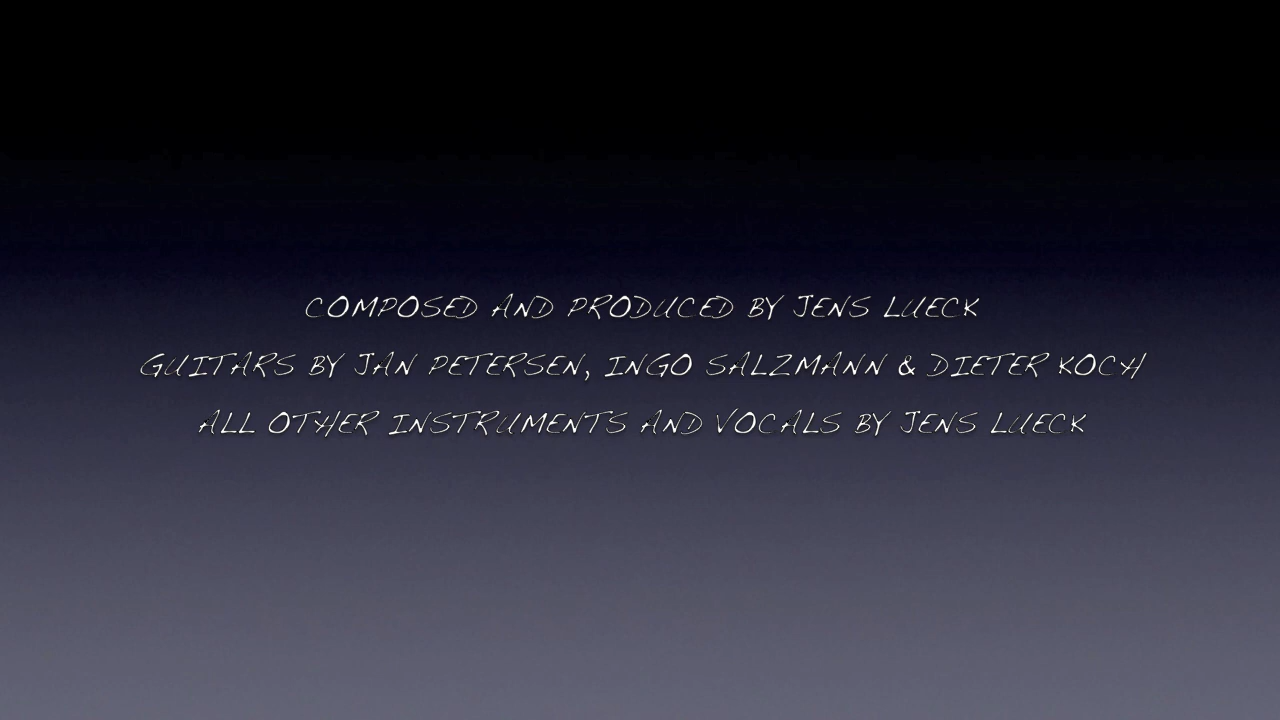 COMPOSED AND PRODUCED BY JENS LUECK
GUITARS BY JAN PETERSEN, INGO SALZMANN & DIETER KOCH
ALL OTHER INSTRUMENTS AND VOCALS BY JENS LUECK